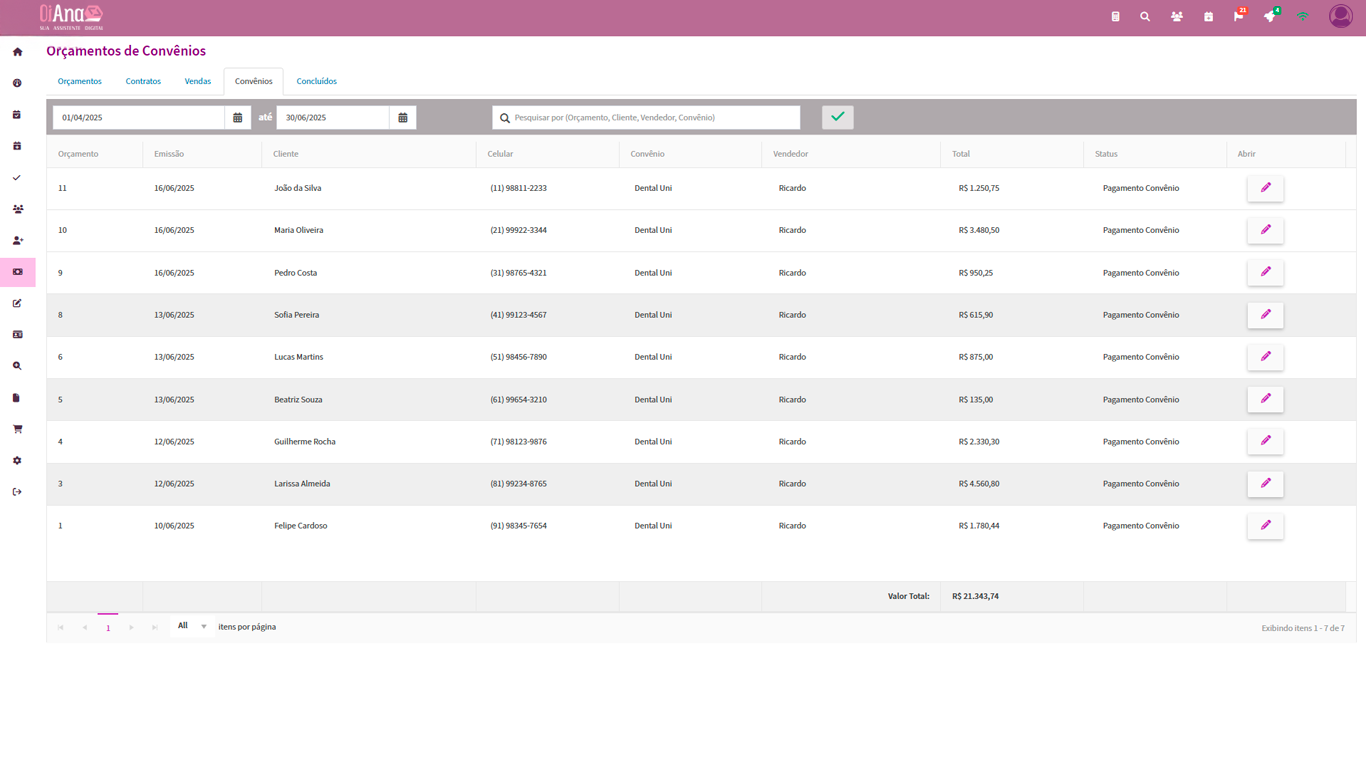 OiAna
SUA ASSISTENTE DIGITAL
21
4
Orçamentos de Convênios
Orçamentos Contratos Vendas Convênios Concluídos
01/04/2025 até 30/06/2025 Pesquisar por (Orçamento, Cliente, Vendedor, Convênio)
Orçamento Emissão Cliente Celular Convênio Vendedor Total Status Abrir
11 16/06/2025 João da Silva (11) 98811-2233 Dental Uni Ricardo R$ 1.250,75 Pagamento Convênio
10 16/06/2025 Maria Oliveira (21) 99922-3344 Dental Uni Ricardo R$ 3.480,50 Pagamento Convênio
9 16/06/2025 Pedro Costa (31) 98765-4321 Dental Uni Ricardo R$ 950,25 Pagamento Convênio
8 13/06/2025 Sofia Pereira (41) 99123-4567 Dental Uni Ricardo R$ 615,90 Pagamento Convênio
6 13/06/2025 Lucas Martins (51) 98456-7890 Dental Uni Ricardo R$ 875,00 Pagamento Convênio
5 13/06/2025 Beatriz Souza (61) 99654-3210 Dental Uni Ricardo R$ 135,00 Pagamento Convênio
4 12/06/2025 Guilherme Rocha (71) 98123-9876 Dental Uni Ricardo R$ 2.330,30 Pagamento Convênio
3 12/06/2025 Larissa Almeida (81) 99234-8765 Dental Uni Ricardo R$ 4.560,80 Pagamento Convênio
1 10/06/2025 Felipe Cardoso (91) 98345-7654 Dental Uni Ricardo R$ 1.780,44 Pagamento Convênio
Valor Total: R$ 21.343,74
1 All itens por página Exibindo itens 1 - 7 de 7